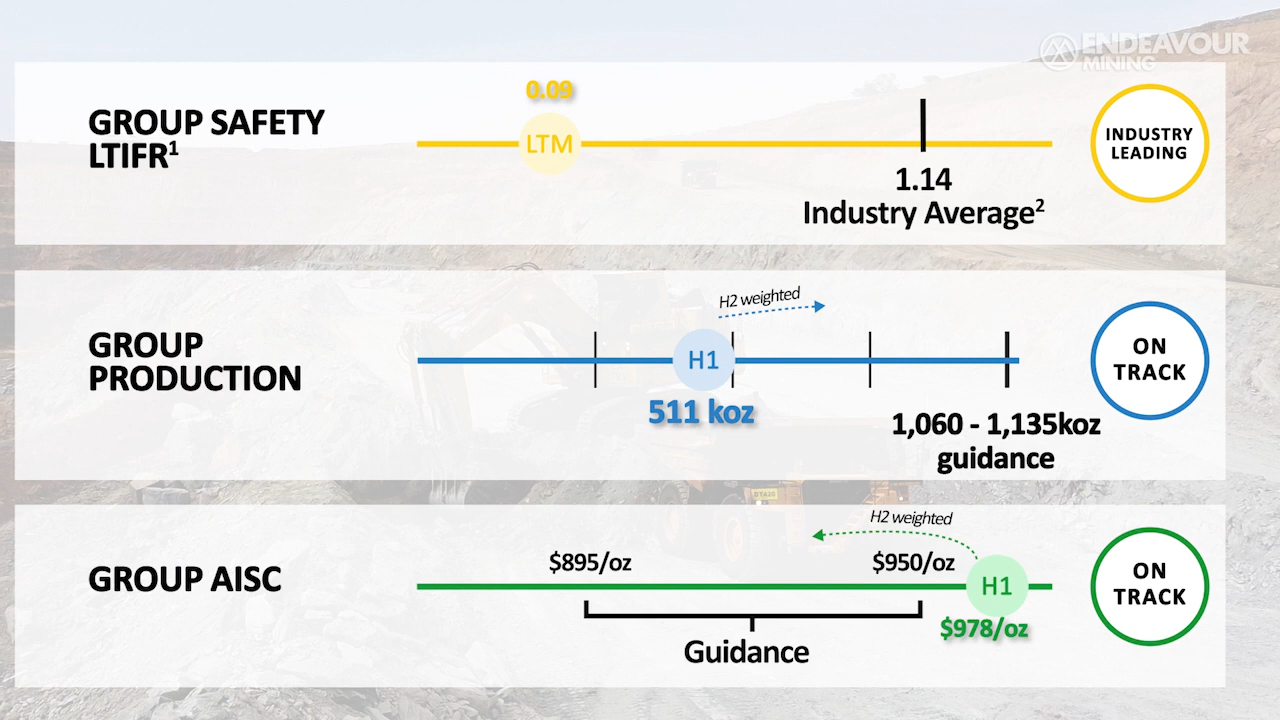 ENDEAVOUR
MINING
0.09
GROUP SAFETY
LTIFR1
LTM
INDUSTRY
LEADING
1.14
Industry Average2
H2 weighted
GROUP
PRODUCTION
H1
ON
TRACK
511 koz
1,060 - 1,135koz
guidance
H2 weighted
$895/oz
$950/oz
GROUP AISC
H1
ON
TRACK
$978/oz
Guidance